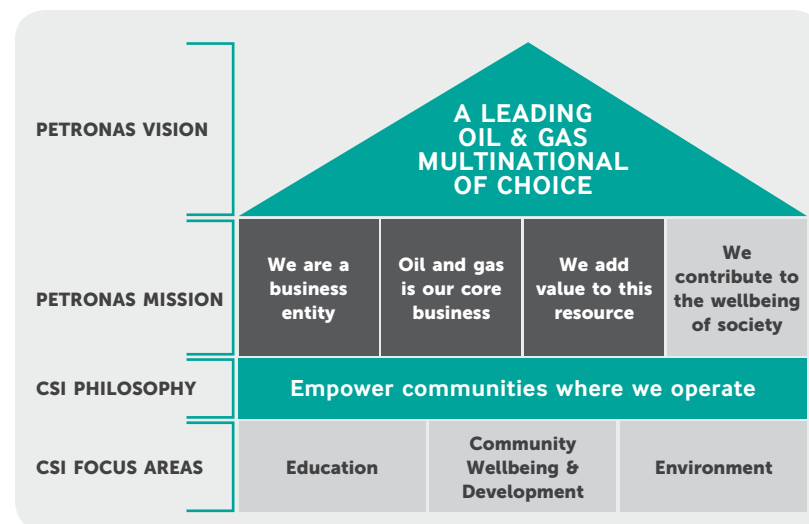 PETRONAS VISION
A LEADING
OIL & GAS
MULTINATIONAL
OF CHOICE
PETRONAS MISSION
We are a
business
entity
Oil and gas
is our core
business
We add
value to this
resource
We
contribute to
the wellbeing
of society
CSI PHILOSOPHY
Empower communities where we operate
CSI FOCUS AREAS
Education
Community
Wellbeing &
Development
Environment